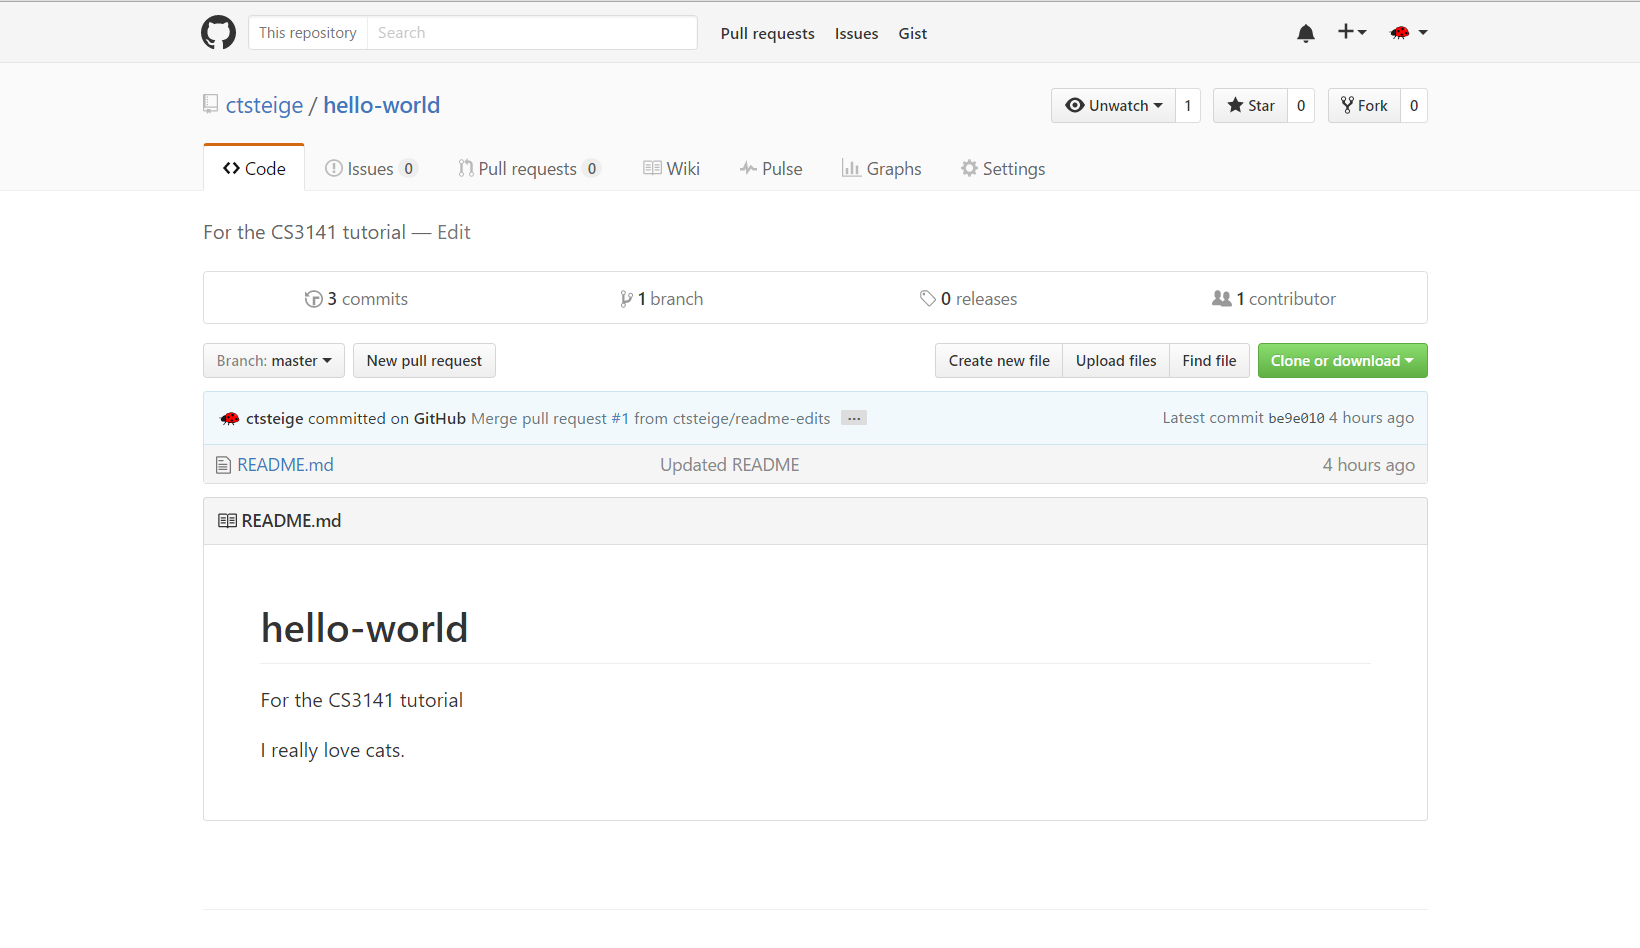 This repository Search Pull requests Issues Gist
ctsteige / hello-world Unwatch 1 Star 0 Fork 0
Code Issues 0 Pull requests 0 Wiki Pulse Graphs Settings
For the CS3141 tutorial — Edit
3 commits 1 branch 0 releases 1 contributor
Branch: master New pull request Create new file Upload files Find file Clone or download
ctsteige committed on GitHub Merge pull request #1 from ctsteige/readme-edits … Latest commit be9e010 4 hours ago
README.md Updated README 4 hours ago
README.md
hello-world
For the CS3141 tutorial
I really love cats.